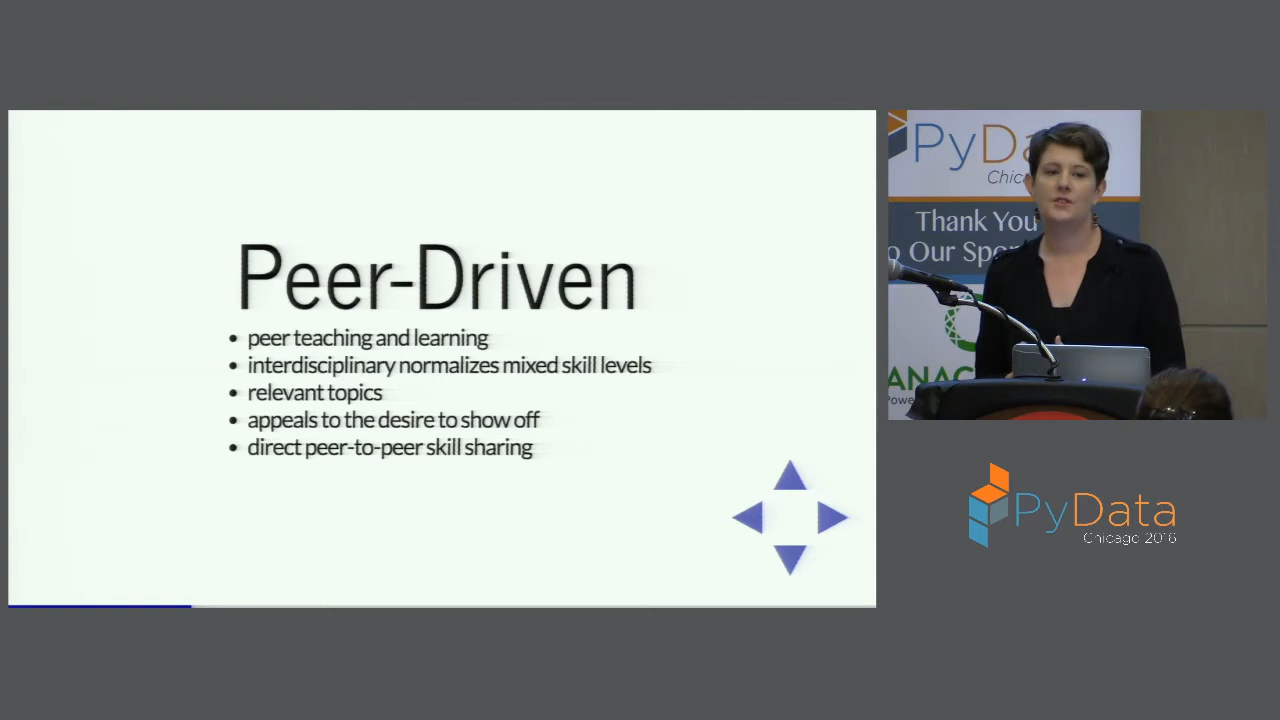 Peer-Driven
• peer teaching and learning
• interdisciplinary normalizes mixed skill levels
• relevant topics
• appeals to the desire to show off
• direct peer-to-peer skill sharing
PyDa
Chic
Thank You
o Our Spo
ANAC
Powe
PyData
Chicago 2016